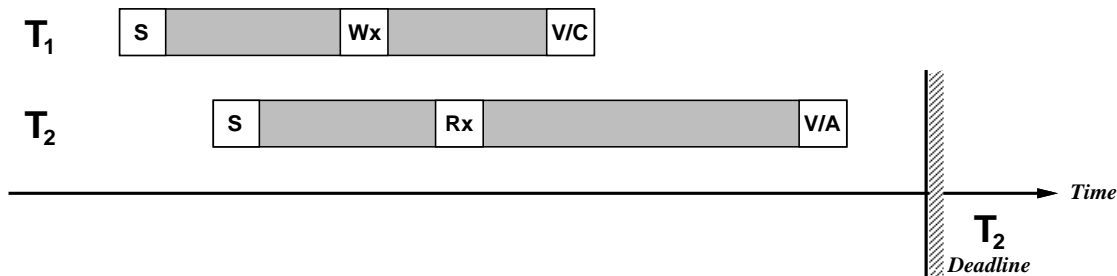 T1 S Wx V/C
T2 S Rx V/A
Time
T2
Deadline